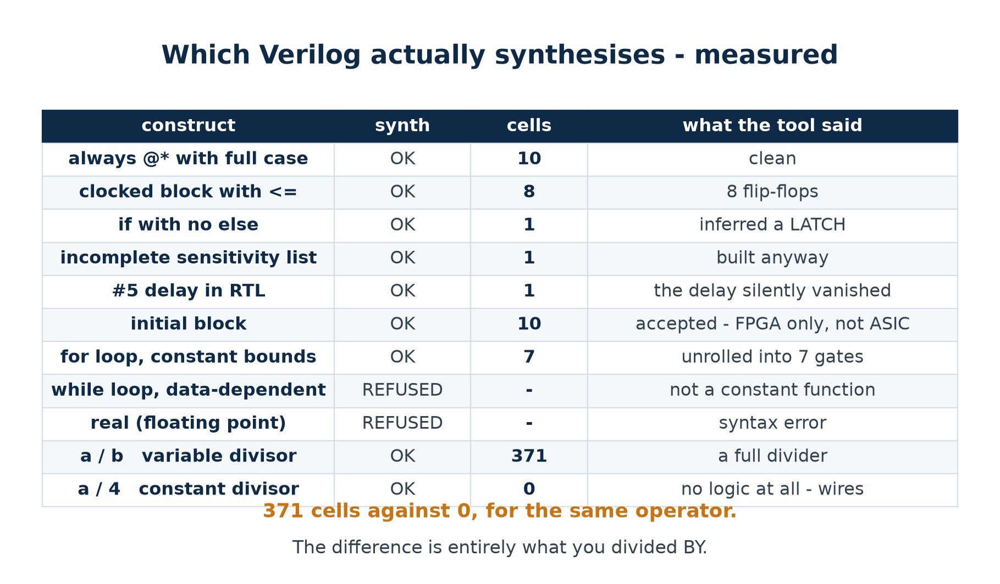 Which Verilog actually synthesises - measured
construct synth cells what the tool said
always @* with full case OK 10 clean
clocked block with <= OK 8 8 flip-flops
if with no else OK 1 inferred a LATCH
incomplete sensitivity list OK 1 built anyway
#5 delay in RTL OK 1 the delay silently vanished
initial block OK 10 accepted - FPGA only, not ASIC
for loop, constant bounds OK 7 unrolled into 7 gates
while loop, data-dependent REFUSED - not a constant function
real (floating point) REFUSED - syntax error
a / b variable divisor OK 371 a full divider
a / 4 constant divisor OK 0 no logic at all - wires
371 cells against 0, for the same operator.
The difference is entirely what you divided BY.